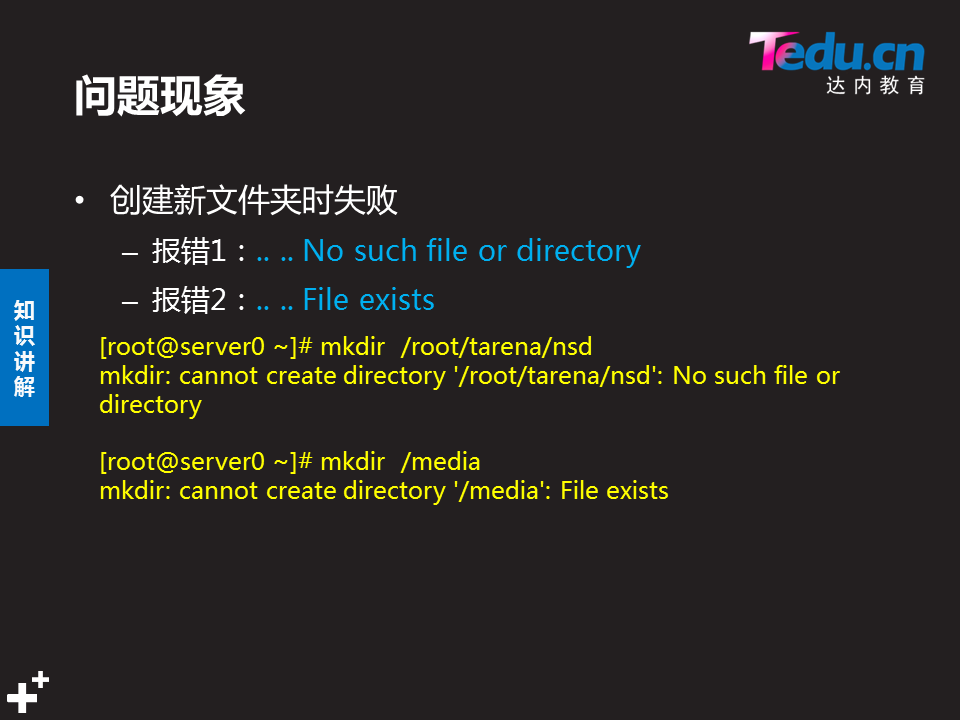 Tedu.cn
达内教育
问题现象
• 创建新文件夹时失败
– 报错1：.. .. No such file or directory
– 报错2：.. .. File exists
知
识
讲
解
[root@server0 ~]# mkdir  /root/tarena/nsd
mkdir: cannot create directory '/root/tarena/nsd': No such file or
directory
[root@server0 ~]# mkdir  /media
mkdir: cannot create directory '/media': File exists